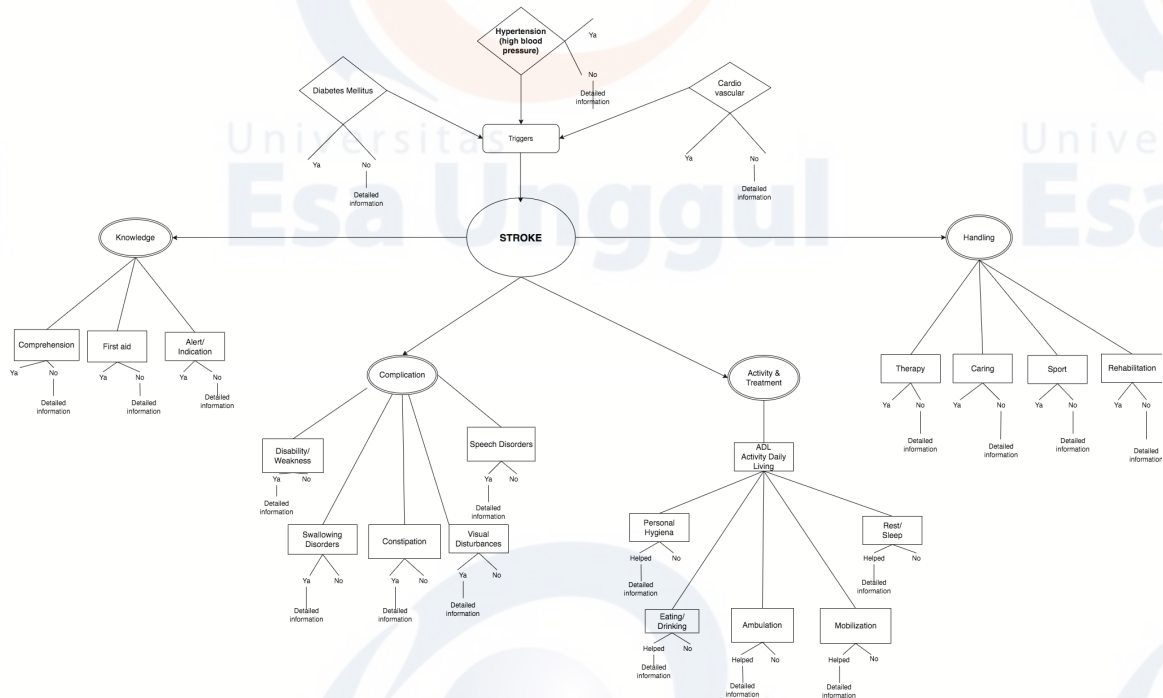 Hypertension
(high blood
pressure)
Ya
No
Detailed
information
Diabetes Mellitus
Ya
No
Detailed
information
Cardio
vascular
Ya
No
Detailed
information
Triggers
Universitas
Esa Unggul
Unive
Esa
STROKE
Knowledge
Handling
Comprehension
Ya
No
Detailed
information
First aid
Ya
No
Detailed
information
Alert/
Indication
Ya
No
Detailed
information
Complication
Activity &
Treatment
Therapy
Ya
No
Detailed
information
Caring
Ya
No
Detailed
information
Sport
Ya
No
Detailed
information
Rehabilitation
Ya
No
Detailed
information
Disability/
Weakness
Ya
No
Detailed
information
Speech Disorders
Ya
No
Detailed
information
Swallowing
Disorders
Ya
No
Detailed
information
Constipation
Ya
No
Detailed
information
Visual
Disturbances
Ya
No
Detailed
information
ADL
Activity Daily
Living
Personal
Hygiena
Helped
No
Detailed
information
Rest/
Sleep
Helped
No
Detailed
information
Eating/
Drinking
Helped
No
Detailed
information
Ambulation
Helped
No
Detailed
information
Mobilization
Helped
No
Detailed
information